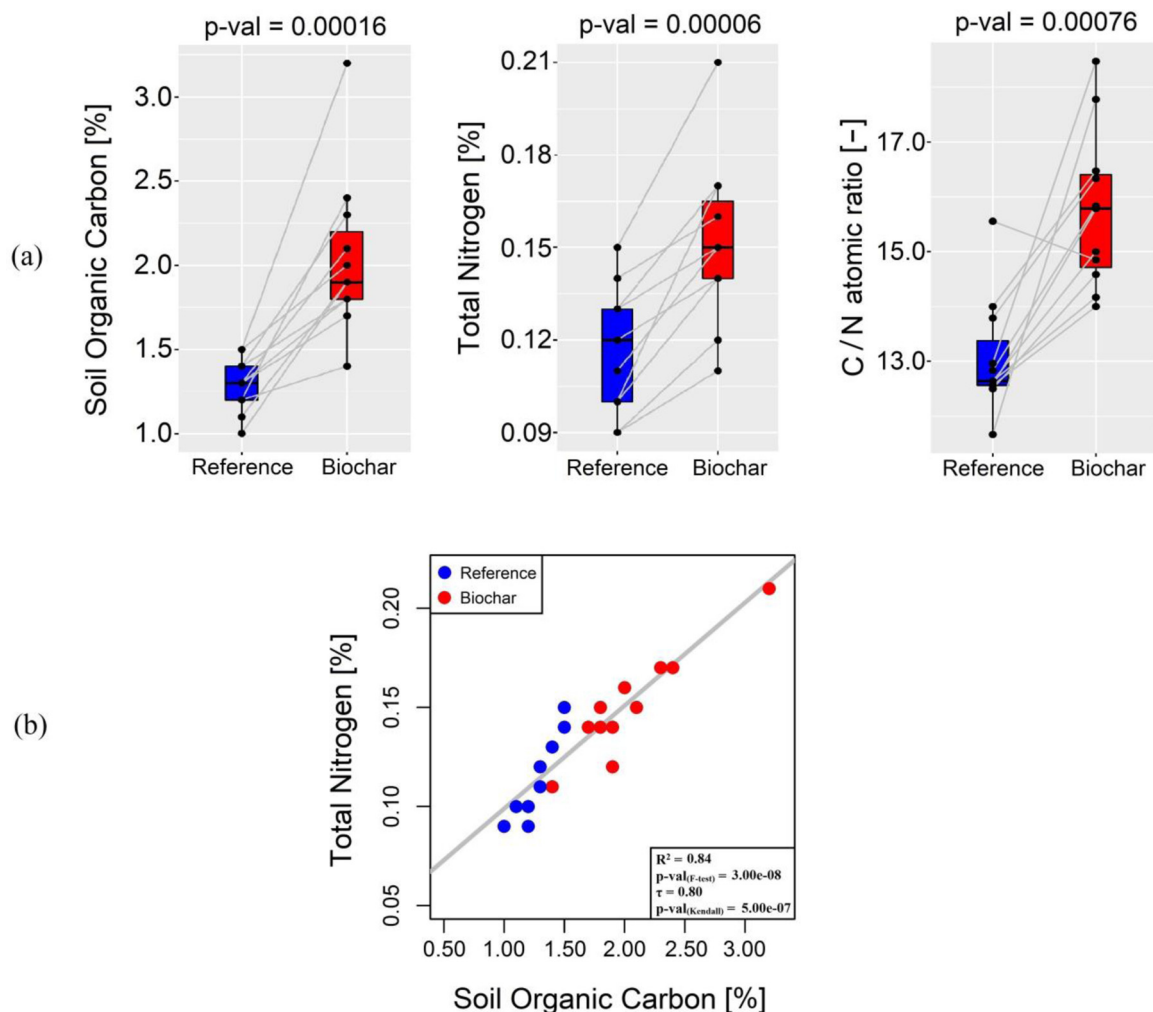 p-val = 0.00016
p-val = 0.00006
p-val = 0.00076
(a)
Soil Organic Carbon [%]
3.0
2.5
2.0
1.5
1.0
Reference
Biochar
Total Nitrogen [%]
0.21
0.18
0.15
0.12
0.09
Reference
Biochar
C / N atomic ratio [−]
17.0
15.0
13.0
Reference
Biochar
(b)
Total Nitrogen [%]
0.20
0.15
0.10
0.05
Reference
Biochar
R² = 0.84
p-val(F-test) = 3.00e-08
τ = 0.80
p-val(Kendall) = 5.00e-07
0.50 1.00 1.50 2.00 2.50 3.00
Soil Organic Carbon [%]